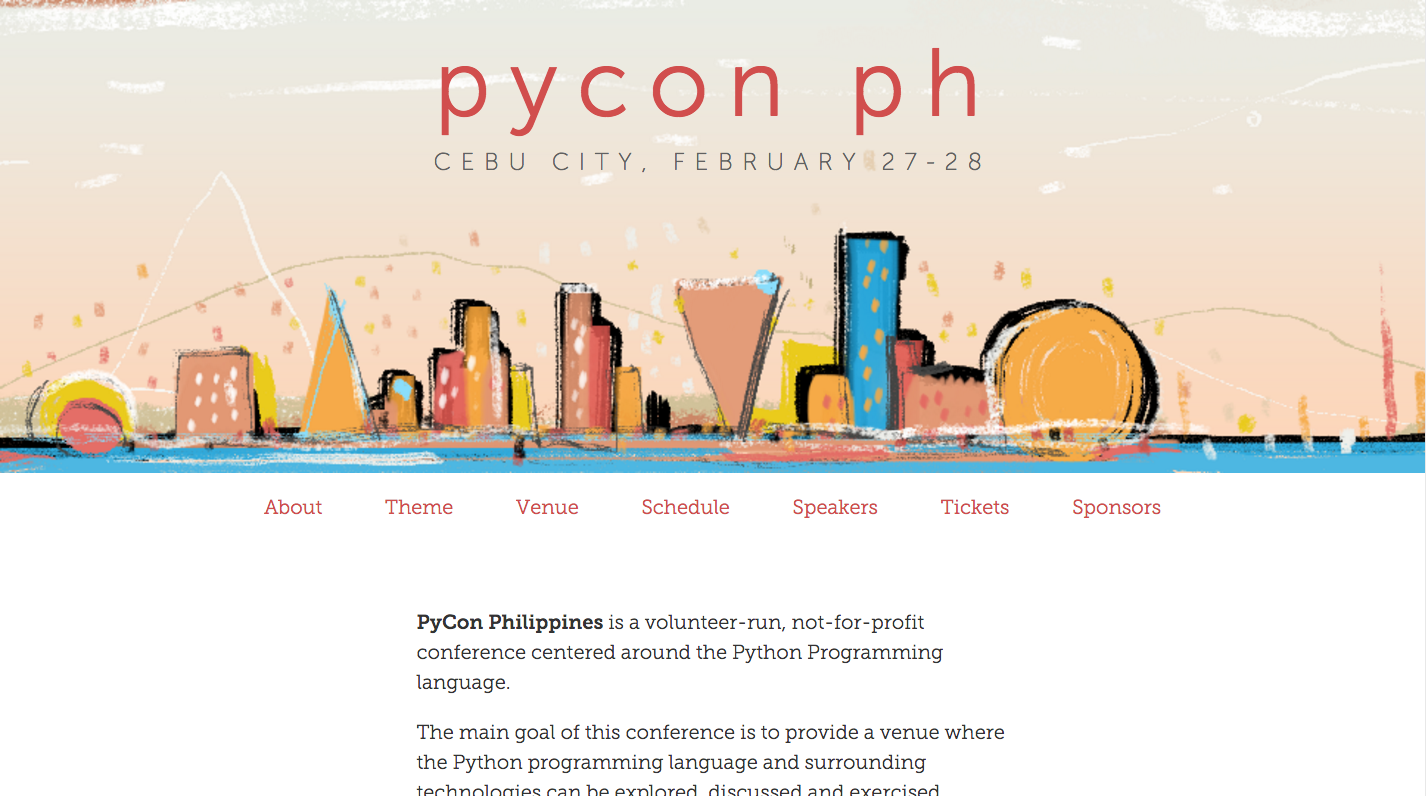 pycon ph
CEBU CITY, FEBRUARY 27-28
About Theme Venue Schedule Speakers Tickets Sponsors
PyCon Philippines is a volunteer-run, not-for-profit
conference centered around the Python Programming
language.
The main goal of this conference is to provide a venue where
the Python programming language and surrounding
technologies can be explored, discussed and exercised